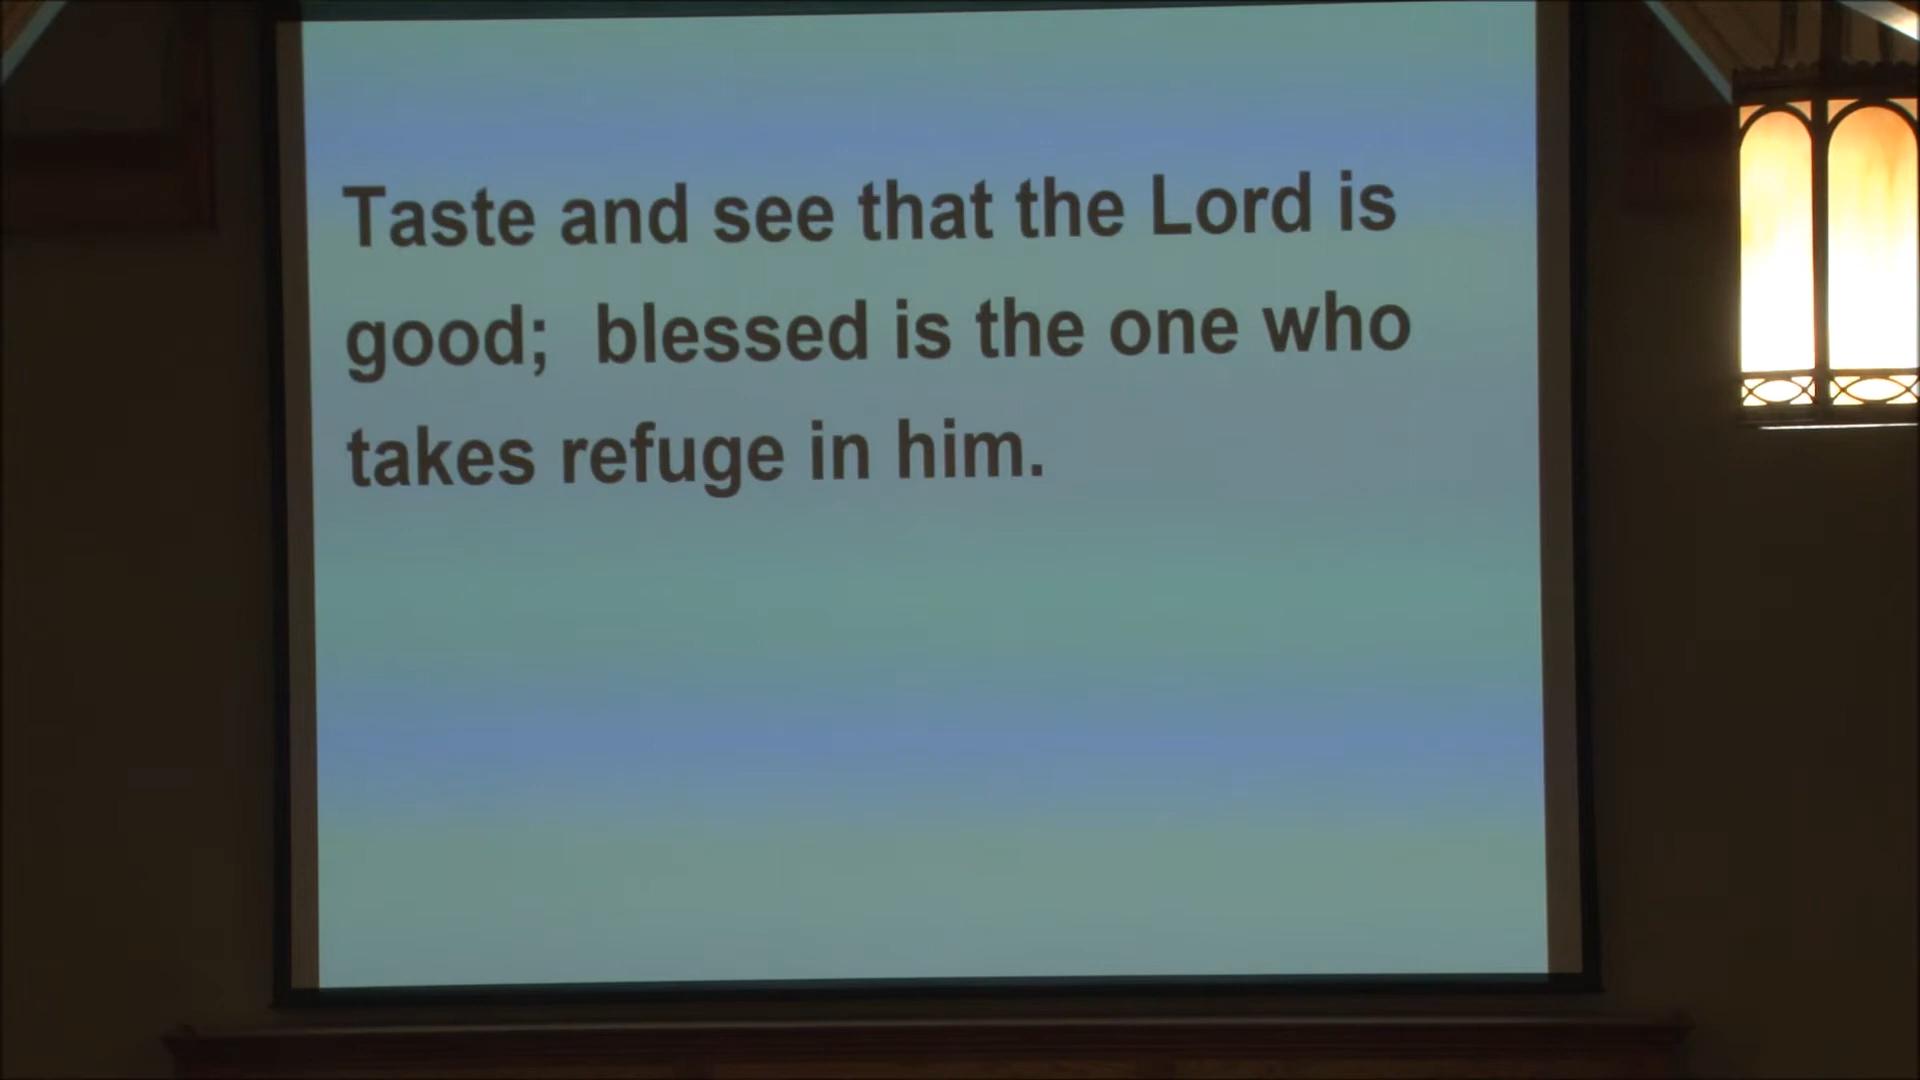 Taste and see that the Lord is
good;  blessed is the one who
takes refuge in him.